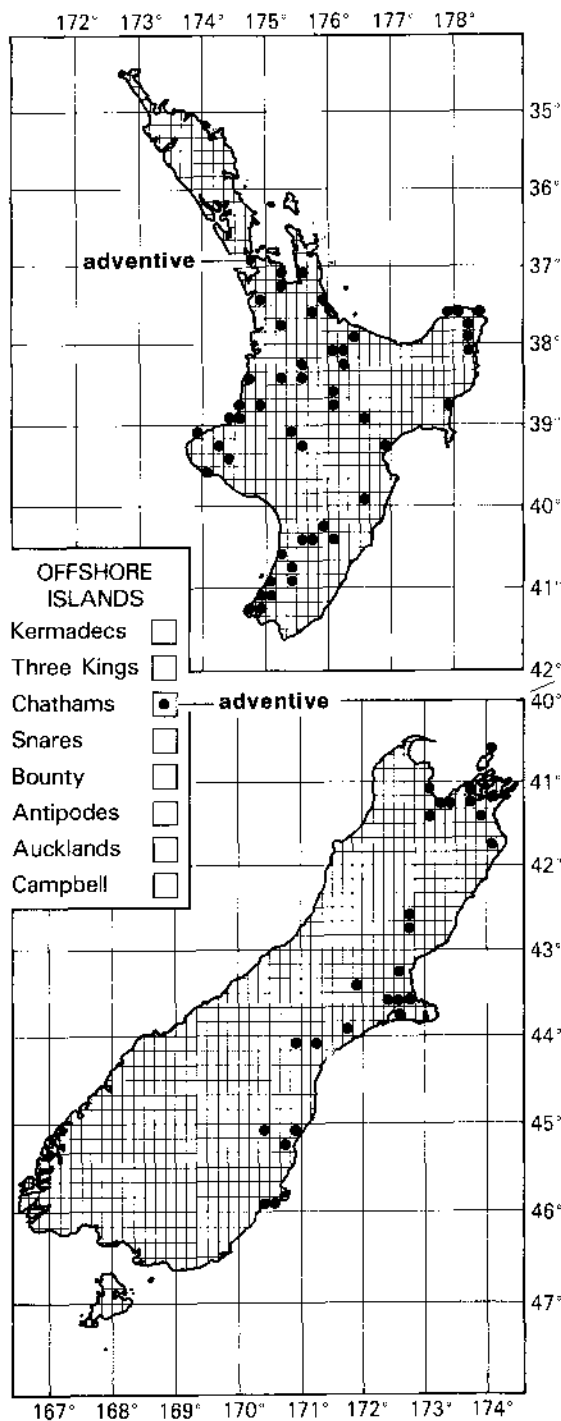 172° 173° 174° 175° 176° 177° 178°
35°
36°
adventive
37°
38°
39°
40°
41°
42°
OFFSHORE
ISLANDS
Kermadecs
Three Kings
Chathams
adventive
Snares
Bounty
Antipodes
Aucklands
Campbell
40°
41°
42°
43°
44°
45°
46°
47°
167° 168° 169° 170° 171° 172° 173° 174°